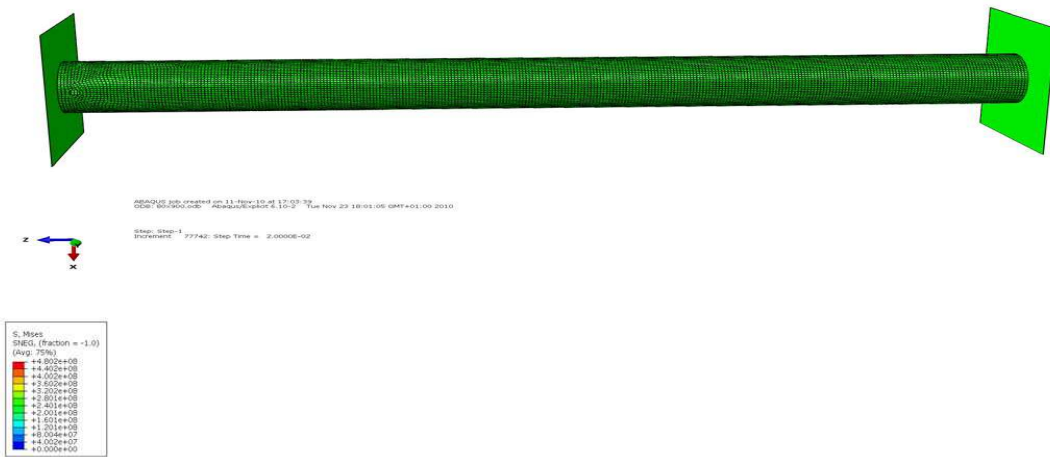 ABAQUS job created on 11-Nov-10 at 17:03:39
ODB: 80x900.odb Abaqus/Explicit 6.10-2 Tue Nov 23 18:01:05 GMT+01:00 2010
Step: Step-1
Increment 77742: Step Time = 2.0000E-02
Z
X
S, Mises
SNEG, (fraction = -1.0)
(Avg: 75%)
+4.802e+08
+4.402e+08
+4.002e+08
+3.602e+08
+3.202e+08
+2.801e+08
+2.401e+08
+2.001e+08
+1.601e+08
+1.201e+08
+8.004e+07
+4.002e+07
+0.000e+00